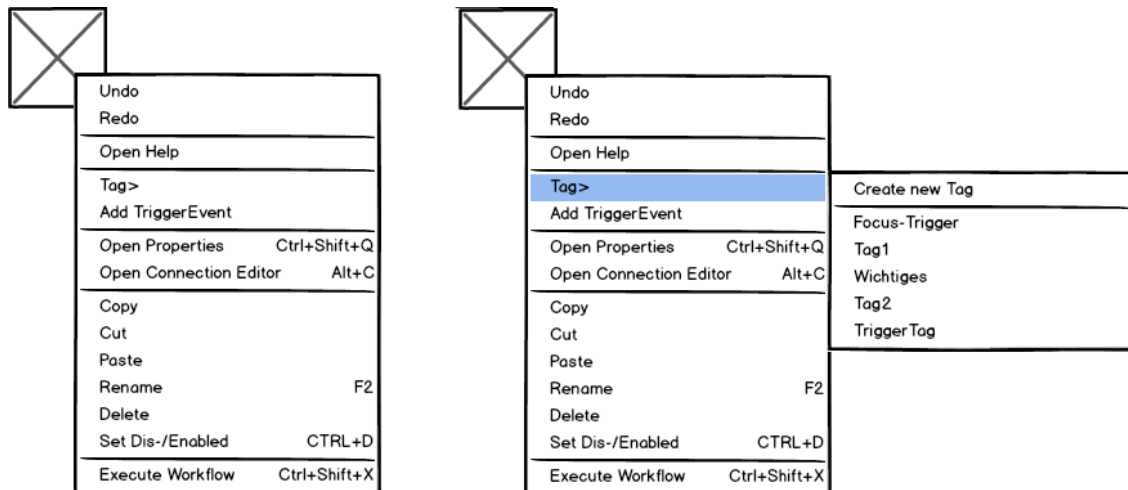 Undo
Redo
Open Help
Tag>
Add TriggerEvent
Open Properties Ctrl+Shift+Q
Open Connection Editor Alt+C
Copy
Cut
Paste
Rename F2
Delete
Set Dis-/Enabled CTRL+D
Execute Workflow Ctrl+Shift+X
Undo
Redo
Open Help
Tag>
Add TriggerEvent
Open Properties Ctrl+Shift+Q
Open Connection Editor Alt+C
Copy
Cut
Paste
Rename F2
Delete
Set Dis-/Enabled CTRL+D
Execute Workflow Ctrl+Shift+X
Create new Tag
Focus-Trigger
Tag1
Wichtiges
Tag2
TriggerTag